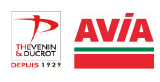 THEVENIN
& DUCROT
DEPUIS 1929
AVIA